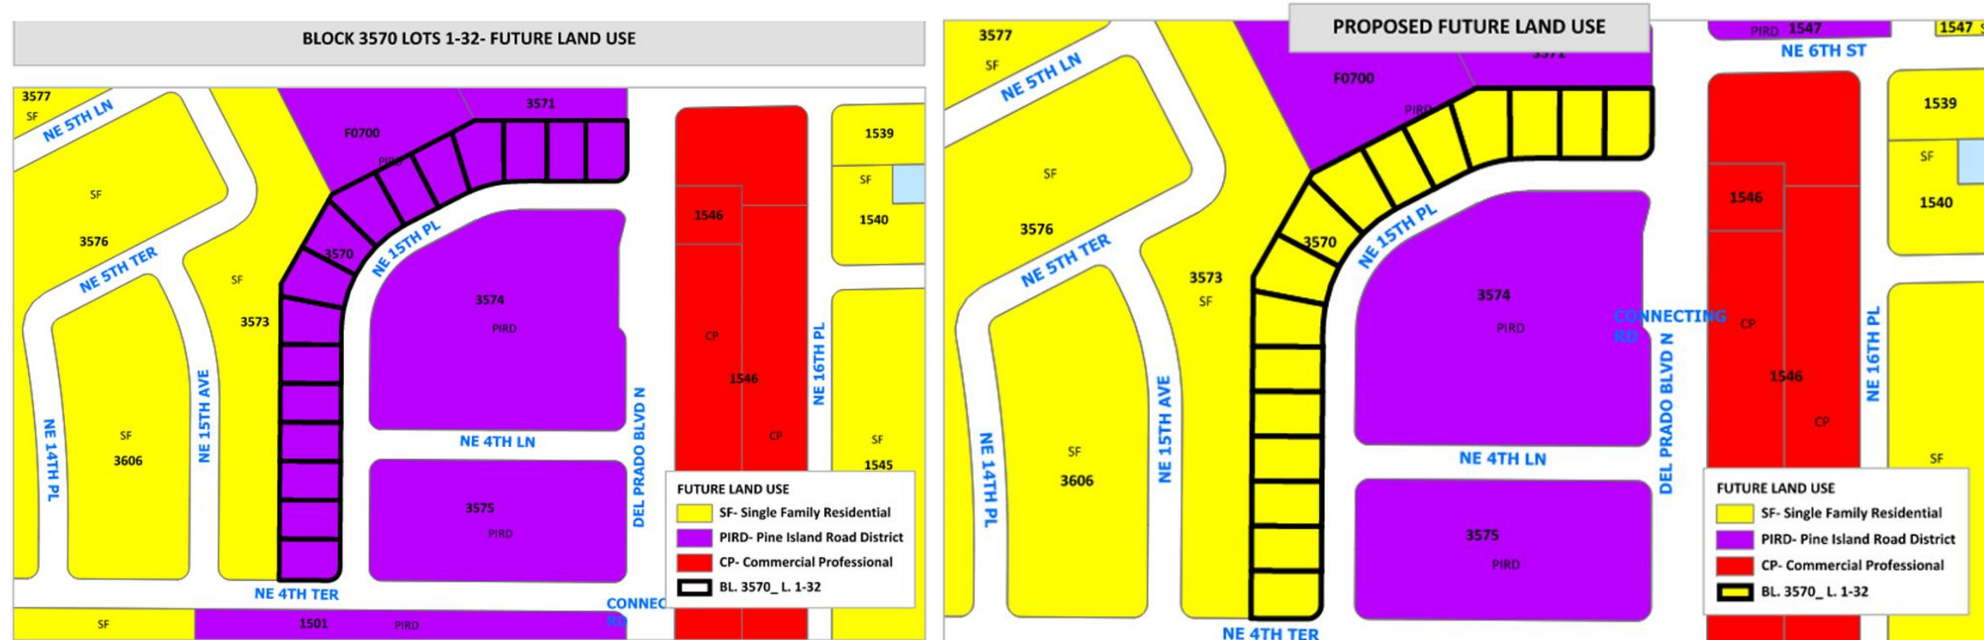 BLOCK 3570 LOTS 1-32- FUTURE LAND USE
3577
SF
NE 5TH LN
F0700
PIRD
3571
1539
SF
1540
SF
3576
NE 5TH TER
3570
NE 15TH PL
1546
SF
3573
3574
PIRD
CP
1546
NE 16TH PL
CP
NE 14TH PL
SF
3606
NE 15TH AVE
NE 4TH LN
DEL PRADO BLVD N
SF
1545
3575
PIRD
FUTURE LAND USE
SF- Single Family Residential
PIRD- Pine Island Road District
CP- Commercial Professional
BL. 3570_ L. 1-32
NE 4TH TER
CONNEC
RD
SF
1501
PIRD
PROPOSED FUTURE LAND USE
3577
SF
NE 5TH LN
F0700
PIRD
3571
PIRD
1547
1547
NE 6TH ST
1539
SF
1540
SF
3576
NE 5TH TER
3570
NE 15TH PL
1546
3573
SF
3574
PIRD
CONNECTING
RD
CP
1546
NE 16TH PL
CP
NE 14TH PL
SF
3606
NE 15TH AVE
NE 4TH LN
DEL PRADO BLVD N
SF
3575
PIRD
FUTURE LAND USE
SF- Single Family Residential
PIRD- Pine Island Road District
CP- Commercial Professional
BL. 3570_ L. 1-32
NE 4TH TER